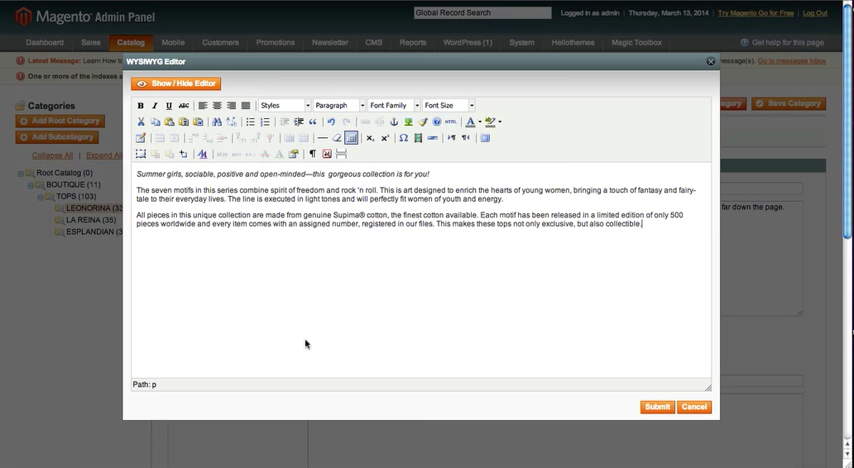 Magento Admin Panel
Global Record Search
Logged in as admin | Thursday, March 13, 2014 | Try Magento Go for Free | Log Out
Dashboard Sales Catalog Mobile Customers Promotions Newsletter CMS Reports WordPress (1) System Hellothemes Magic Toolbox Get help for this page
Latest Message: Learn How to
message(s). Go to messages inbox
WYSIWYG Editor
One or more of the Indexes a
Show / Hide Editor
Categories
Add Root Category
Add Subcategory
Collapse All | Expand All
Root Catalog (0)
BOUTIQUE (11)
TOPS (103)
LEONORINA (33
LA REINA (35)
ESPLANDIAN (3
Category Save Category
far down the page.
B I U ABC Styles Paragraph Font Family Font Size
HTML
Summer girls, sociable, positive and open-minded—this gorgeous collection is for you!
The seven motifs in this series combine spirit of freedom and rock 'n roll. This is art designed to enrich the hearts of young women, bringing a touch of fantasy and fairy-
tale to their everyday lives. The line is executed in light tones and will perfectly fit women of youth and energy.
All pieces in this unique collection are made from genuine Supima® cotton, the finest cotton available. Each motif has been released in a limited edition of only 500
pieces worldwide and every item comes with an assigned number, registered in our files. This makes these tops not only exclusive, but also collectible.
Path: p
Submit Cancel